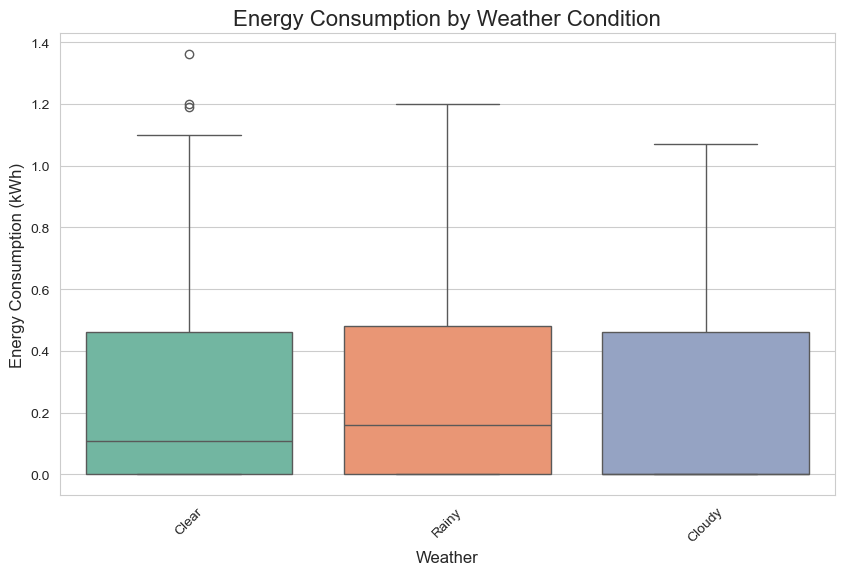 Energy Consumption by Weather Condition
Energy Consumption (kWh)
1.4
1.2
1.0
0.8
0.6
0.4
0.2
0.0
Clear
Rainy
Cloudy
Weather